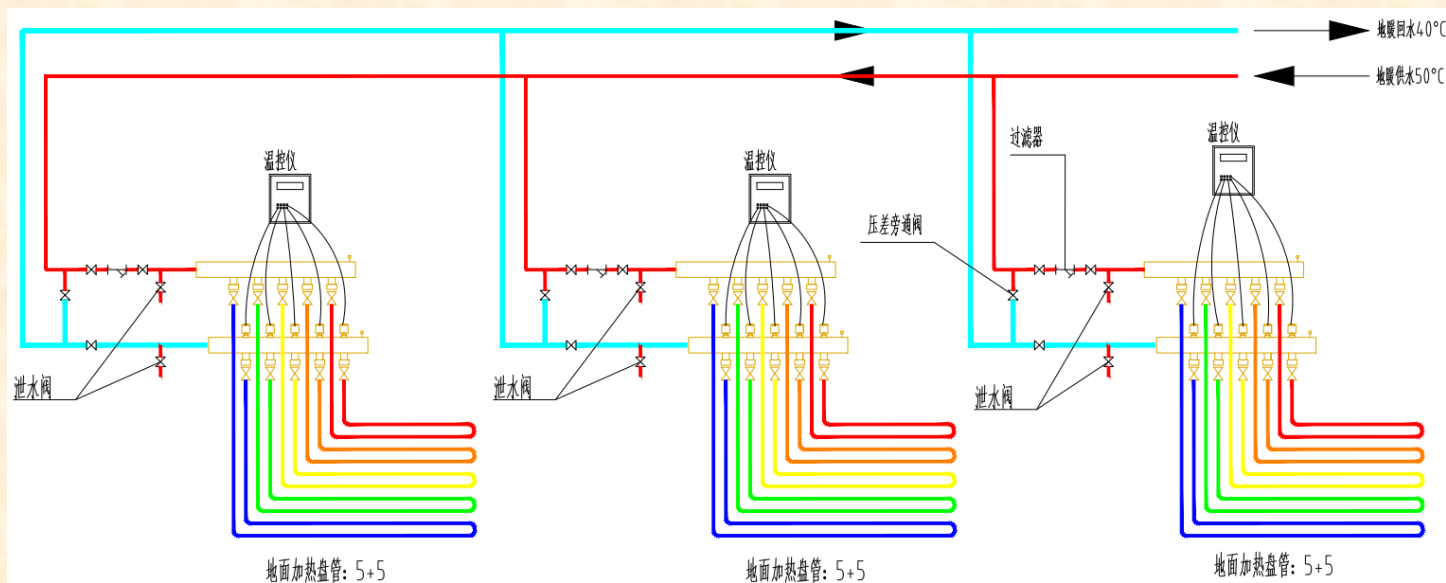 地暖回水40°C
地暖供水50°C
温控仪
温控仪
过滤器
温控仪
压差旁通阀
泄水阀
泄水阀
泄水阀
地面加热盘管：5+5
地面加热盘管：5+5
地面加热盘管：5+5